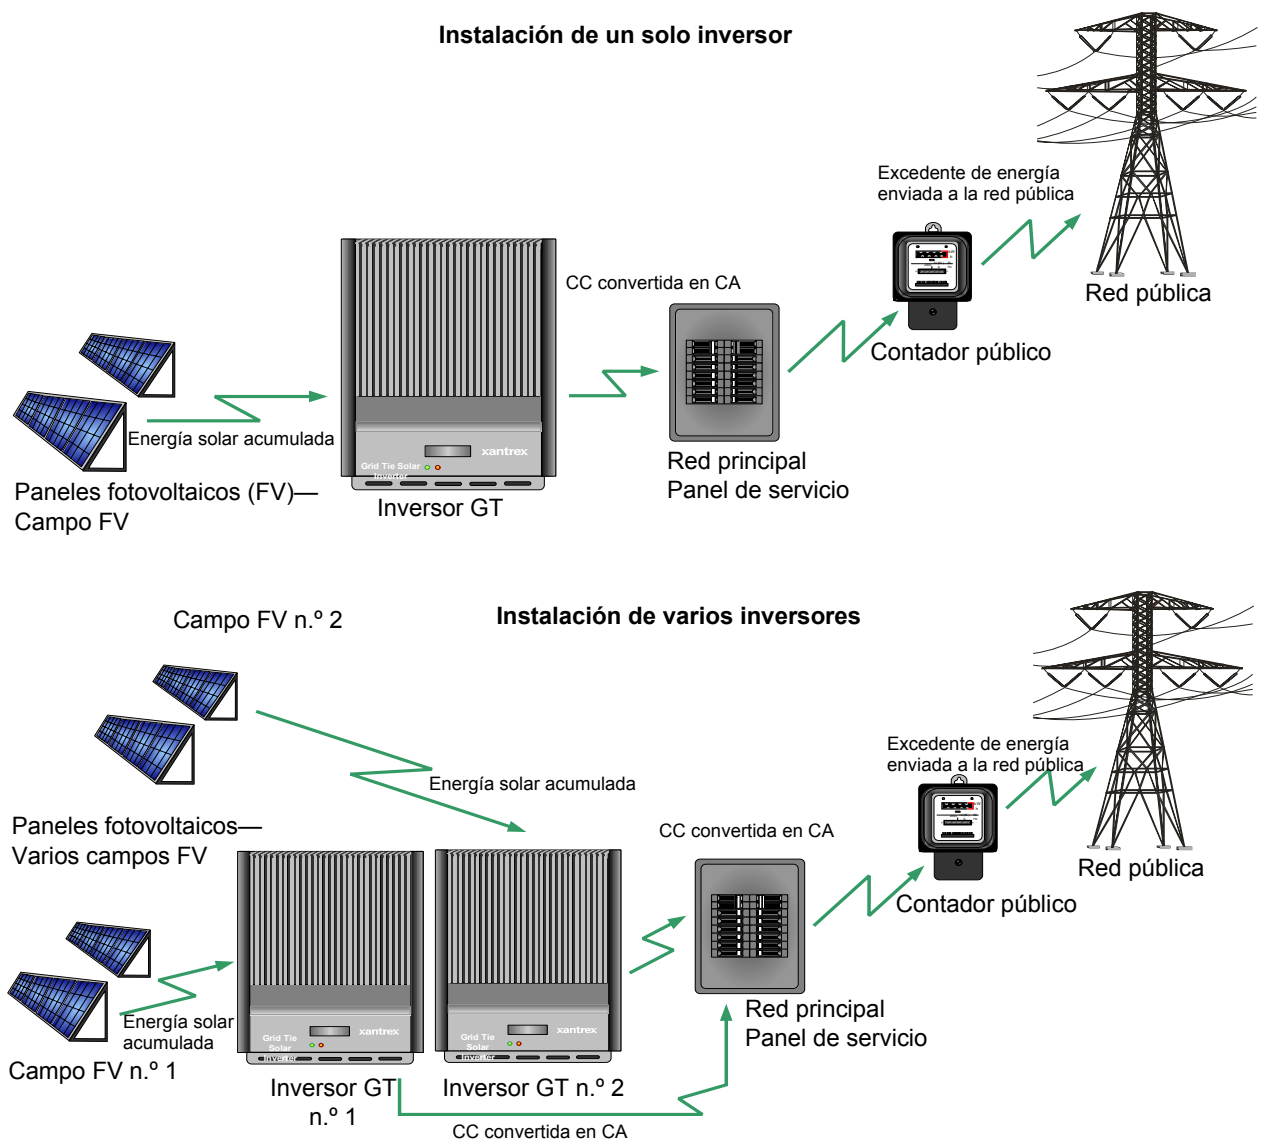 Instalación de un solo inversor
Excedente de energía
enviada a la red pública
Red pública
CC convertida en CA
Contador público
Energía solar acumulada
xantrex
Grid Tie Solar
Inverter
Red principal
Panel de servicio
Paneles fotovoltaicos (FV)—
Campo FV
Inversor GT
Campo FV n.º 2
Instalación de varios inversores
Excedente de energía
enviada a la red pública
Energía solar acumulada
Paneles fotovoltaicos—
Varios campos FV
CC convertida en CA
Red pública
Contador público
Energía solar
acumulada
Campo FV n.º 1
Grid Tie
Solar
Inverter
xantrex
Grid Tie
Solar
Inverter
xantrex
Red principal
Panel de servicio
Inversor GT
n.º 1
Inversor GT n.º 2
CC convertida en CA